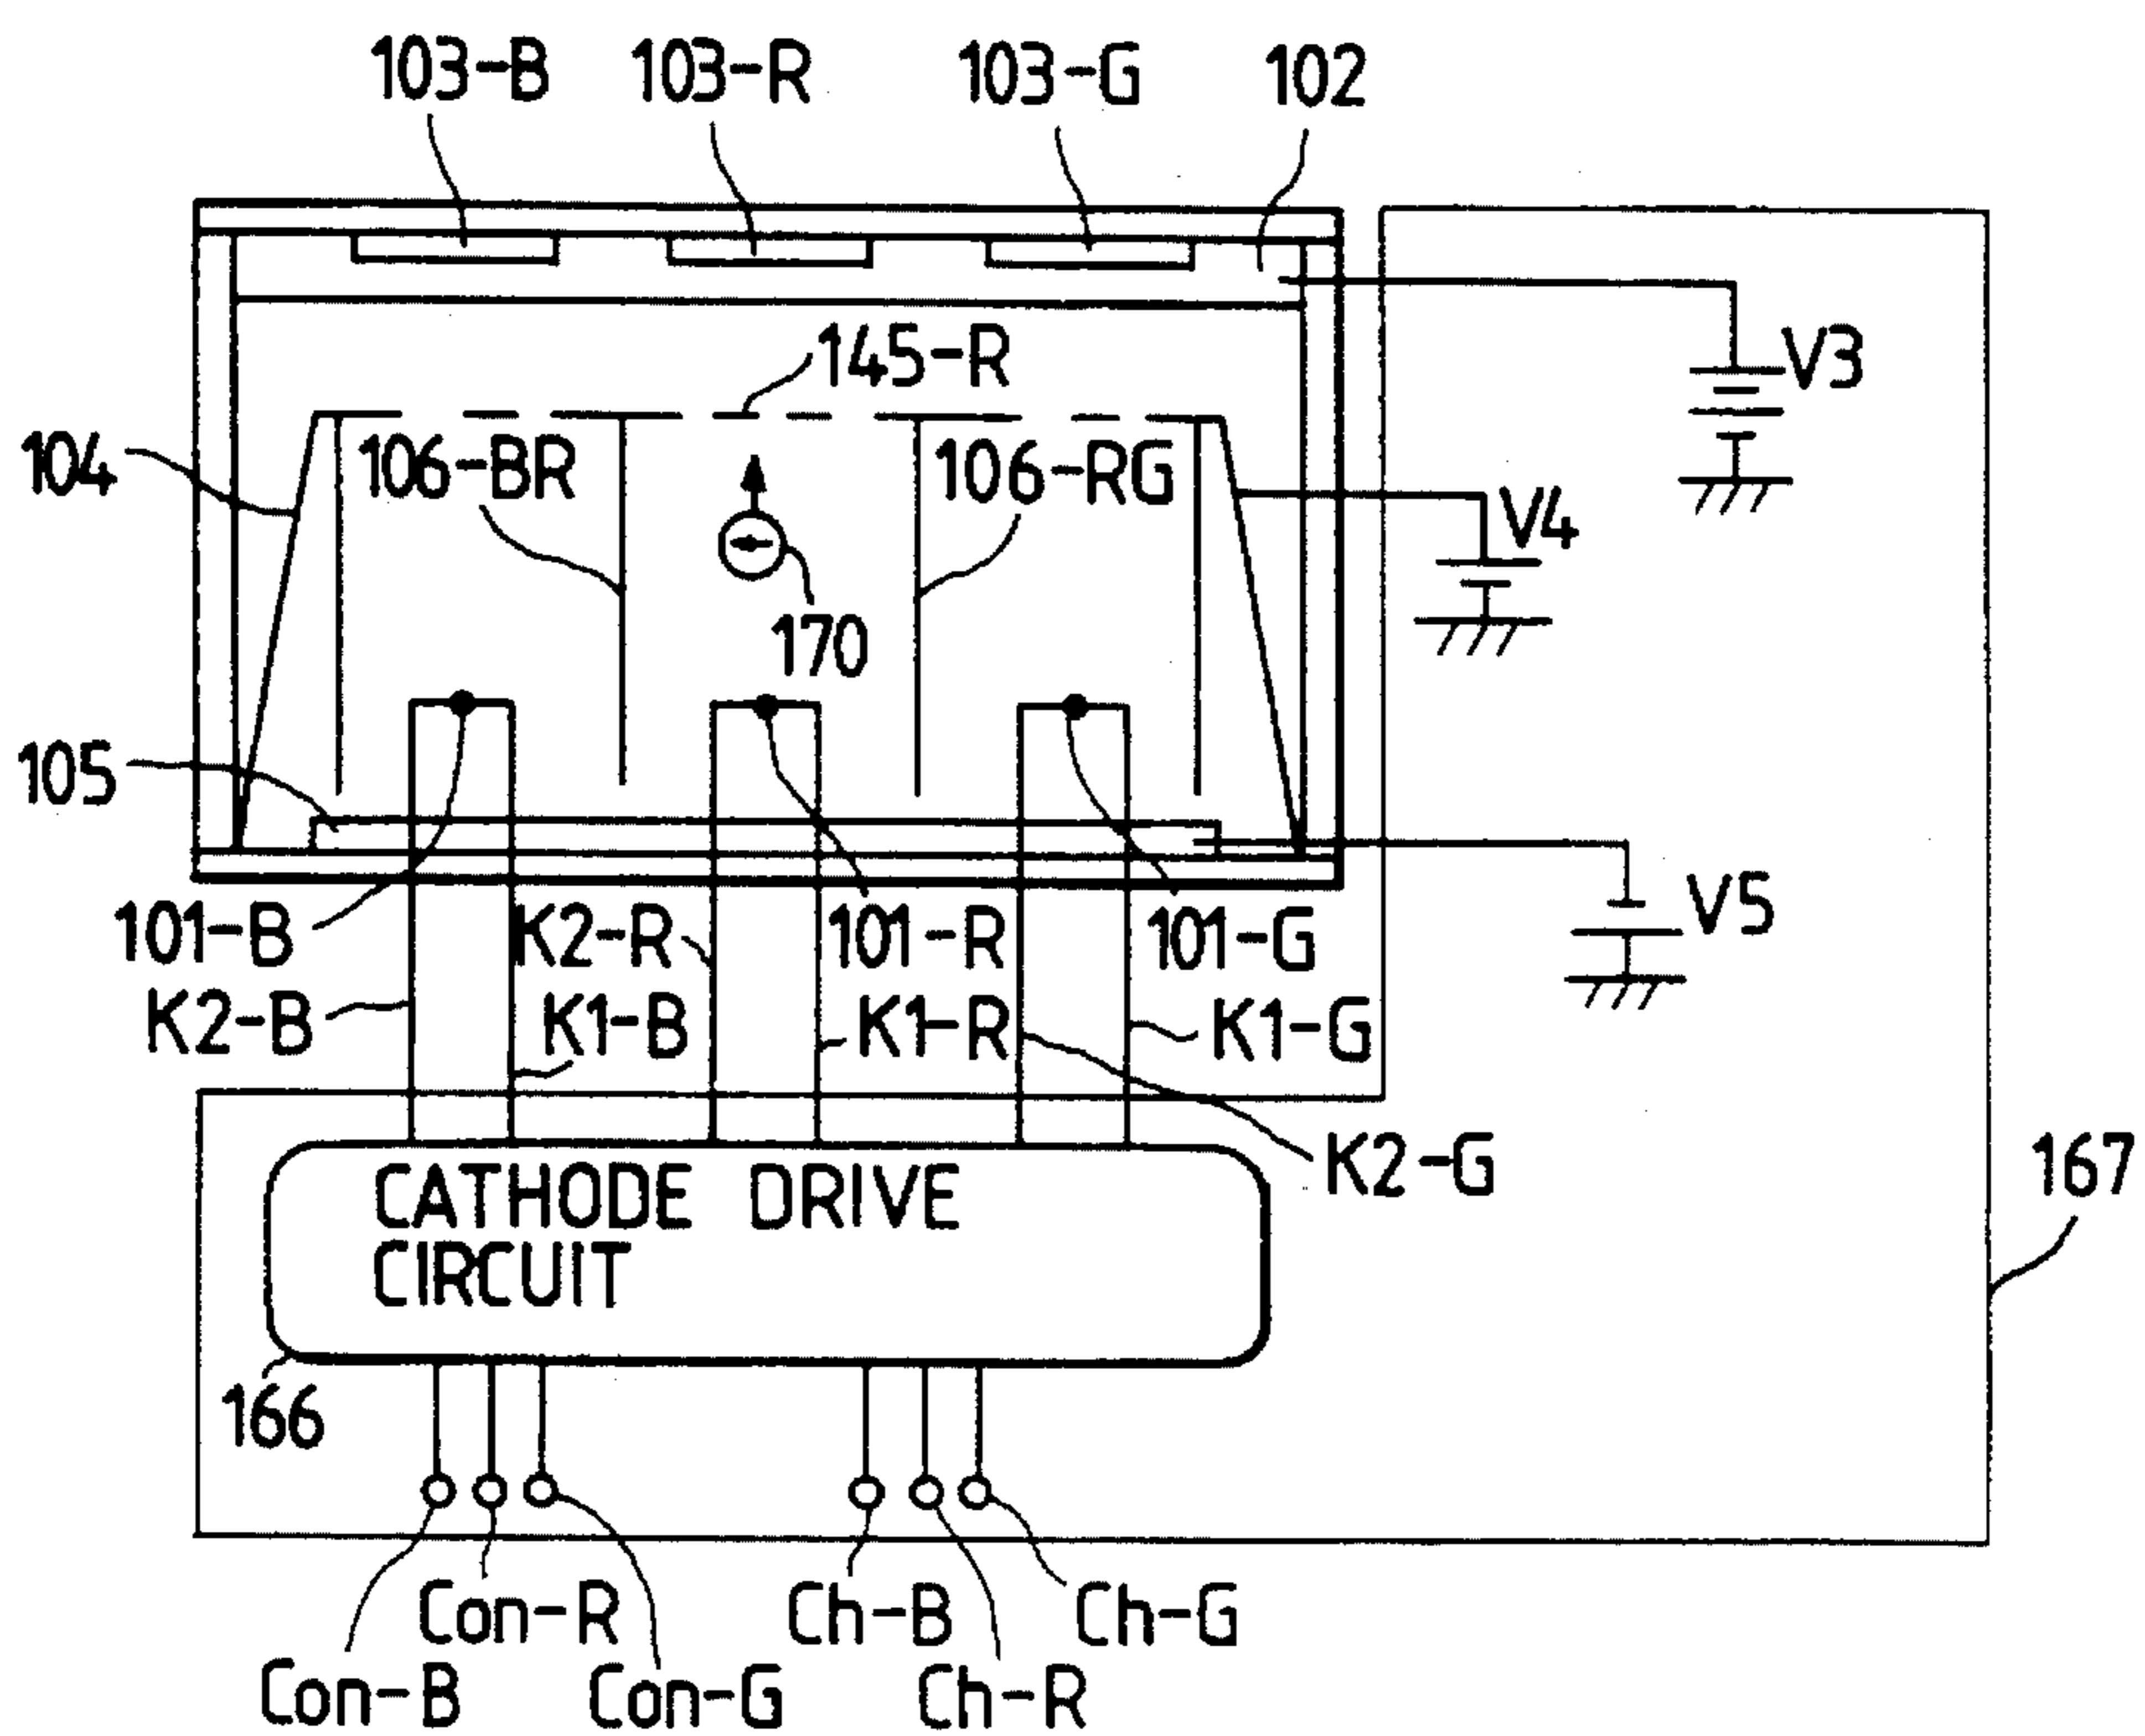 103-B 103-R 103-G 102
145-R
V3
104
106-BR
106-RG
V4
170
105
101-B
K2-R
101-R
101-G
V5
K2-B
K1-B
K1-R
K1-G
K2-G
167
CATHODE DRIVE
CIRCUIT
166
Con-R
Ch-B
Ch-G
Con-B
Con-G
Ch-R